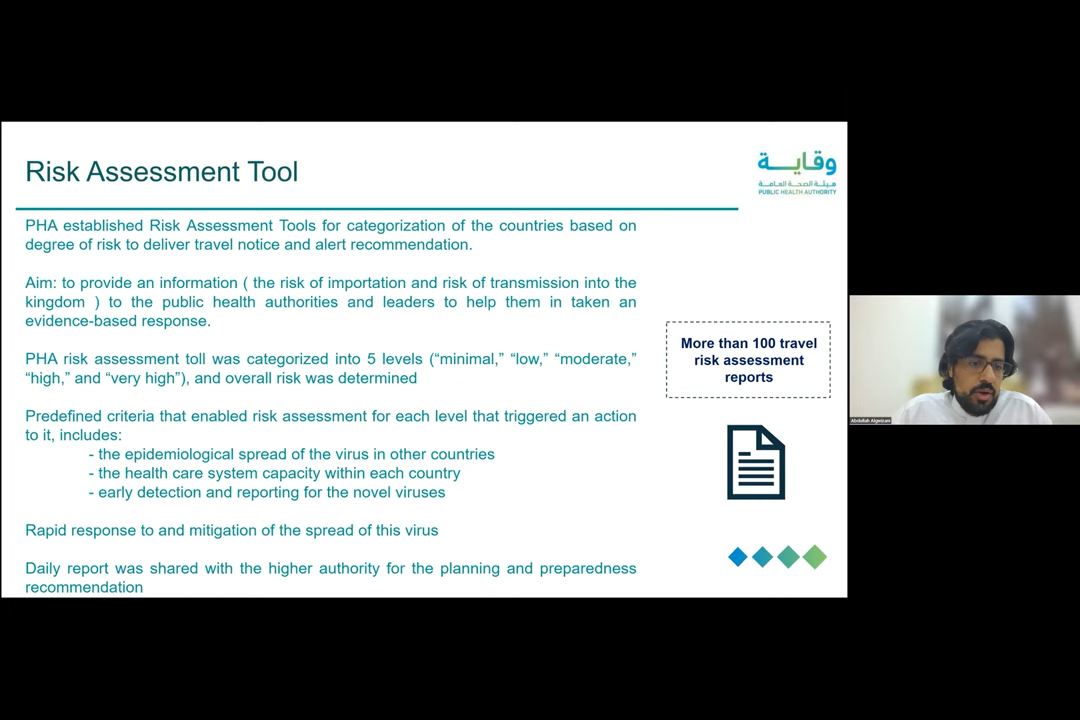 Risk Assessment Tool
وقاية
هيئة الصحة العامة
PUBLIC HEALTH AUTHORITY
PHA established Risk Assessment Tools for categorization of the countries based on
degree of risk to deliver travel notice and alert recommendation.
Aim: to provide an information ( the risk of importation and risk of transmission into the
kingdom ) to the public health authorities and leaders to help them in taken an
evidence-based response.
PHA risk assessment toll was categorized into 5 levels (“minimal,” “low,” “moderate,”
“high,” and “very high”), and overall risk was determined
Predefined criteria that enabled risk assessment for each level that triggered an action
to it, includes:
- the epidemiological spread of the virus in other countries
- the health care system capacity within each country
- early detection and reporting for the novel viruses
Rapid response to and mitigation of the spread of this virus
Daily report was shared with the higher authority for the planning and preparedness
recommendation
More than 100 travel
risk assessment
reports
Abdullah Algwizani